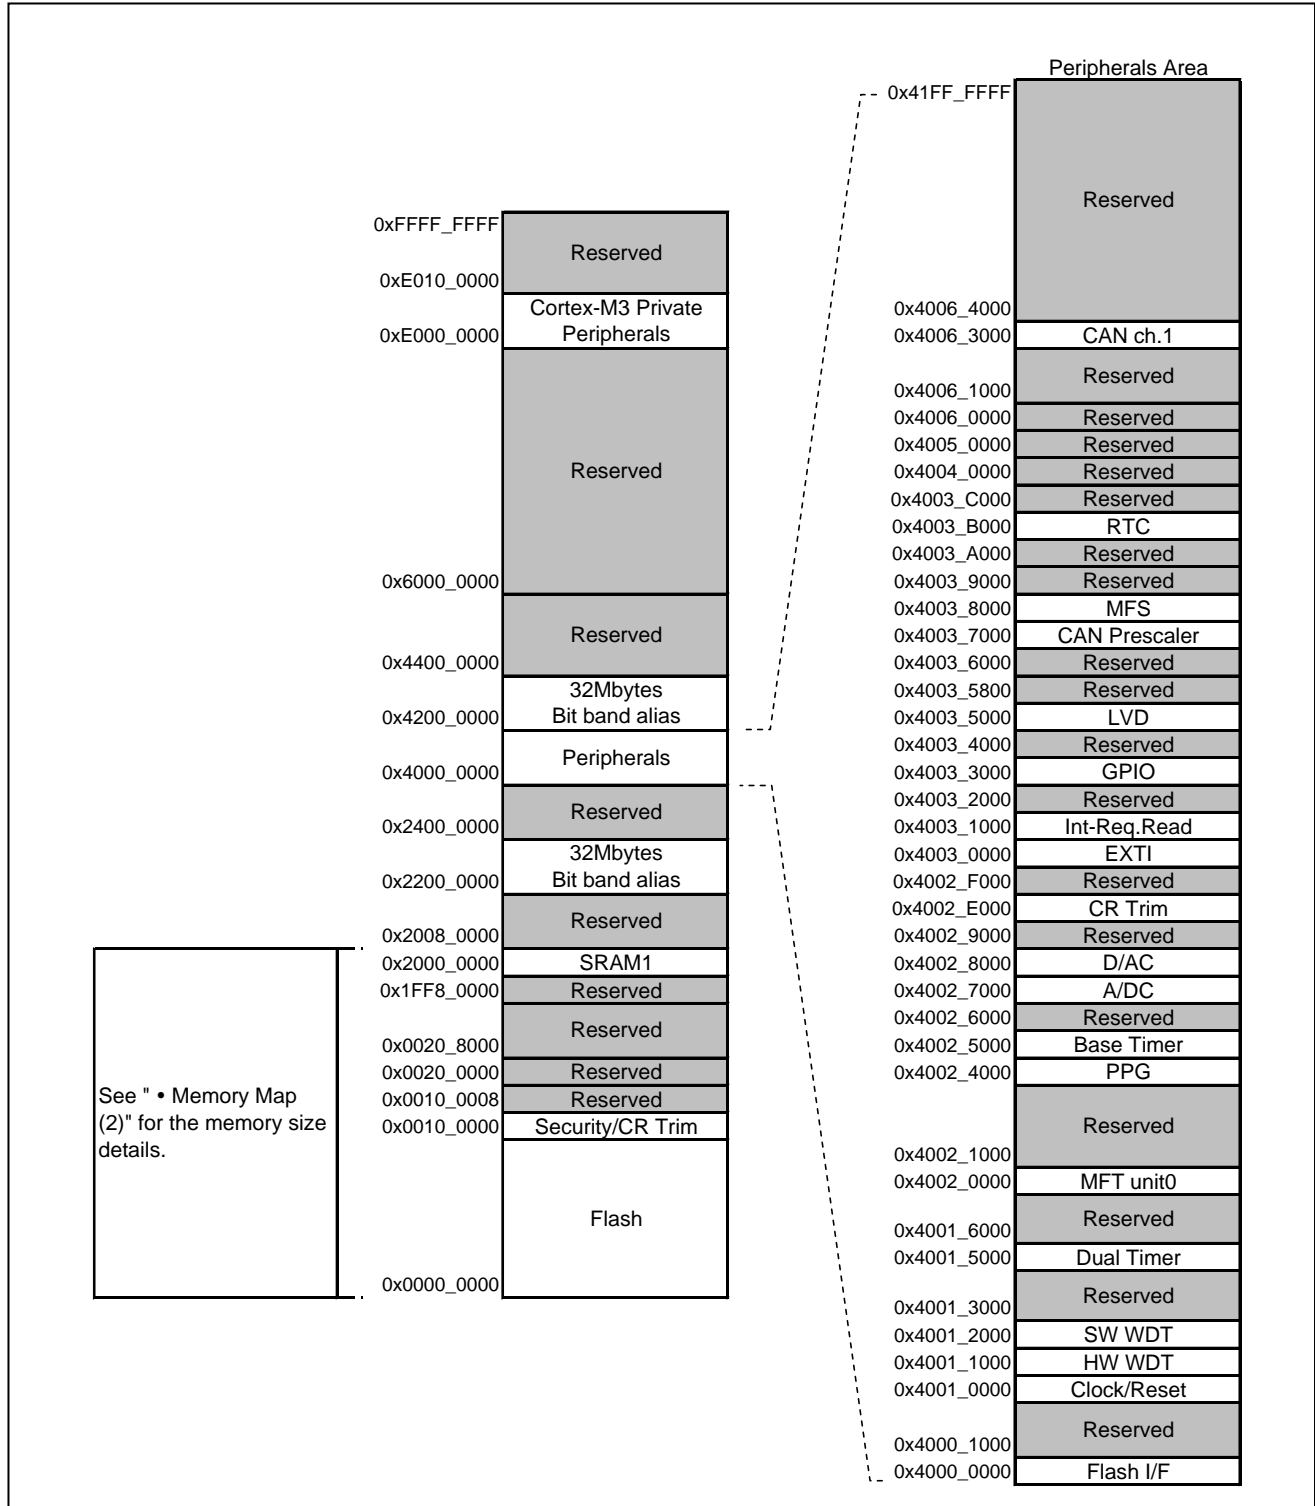 Peripherals Area
0x41FF_FFFF
Reserved
0x4006_4000
0x4006_3000 CAN ch.1
Reserved
0x4006_1000
0x4006_0000 Reserved
0x4005_0000 Reserved
0x4004_0000 Reserved
0x4003_C000 Reserved
0x4003_B000 RTC
0x4003_A000 Reserved
0x4003_9000 Reserved
0x4003_8000 MFS
0x4003_7000 CAN Prescaler
0x4003_6000 Reserved
0x4003_5800 Reserved
0x4003_5000 LVD
0x4003_4000 Reserved
0x4003_3000 GPIO
0x4003_2000 Reserved
0x4003_1000 Int-Req.Read
0x4003_0000 EXTI
0x4002_F000 Reserved
0x4002_E000 CR Trim
0x4002_9000 Reserved
0x4002_8000 D/AC
0x4002_7000 A/DC
0x4002_6000 Reserved
0x4002_5000 Base Timer
0x4002_4000 PPG
Reserved
0x4002_1000
0x4002_0000 MFT unit0
Reserved
0x4001_6000
0x4001_5000 Dual Timer
Reserved
0x4001_3000
0x4001_2000 SW WDT
0x4001_1000 HW WDT
0x4001_0000 Clock/Reset
Reserved
0x4000_1000
0x4000_0000 Flash I/F
0xFFFF_FFFF
Reserved
0xE010_0000
Cortex-M3 Private
0xE000_0000 Peripherals
Reserved
0x6000_0000
Reserved
0x4400_0000
32Mbytes
0x4200_0000 Bit band alias
Peripherals
0x4000_0000
Reserved
0x2400_0000
32Mbytes
0x2200_0000 Bit band alias
Reserved
0x2008_0000
0x2000_0000 SRAM1
0x1FF8_0000 Reserved
Reserved
0x0020_8000
0x0020_0000 Reserved
0x0010_0008 Reserved
0x0010_0000 Security/CR Trim
Flash
0x0000_0000
See " • Memory Map
(2)" for the memory size
details.